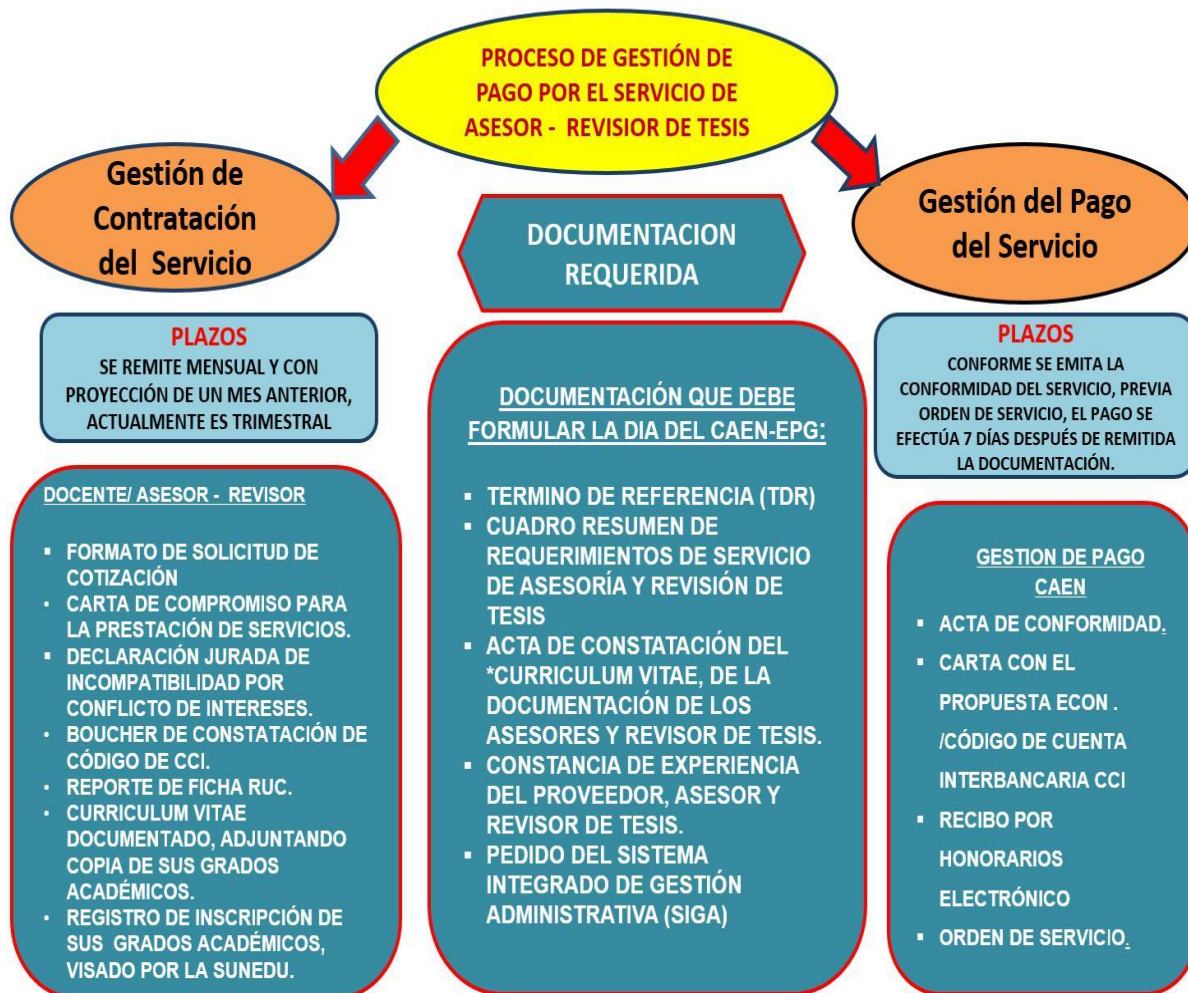 PROCESO DE GESTIÓN DE
PAGO POR EL SERVICIO DE
ASESOR - REVISIOR DE TESIS
Gestión de
Contratación
del Servicio
DOCUMENTACION
REQUERIDA
Gestión del Pago
del Servicio
PLAZOS
SE REMITE MENSUAL Y CON
PROYECCIÓN DE UN MES ANTERIOR,
ACTUALMENTE ES TRIMESTRAL
DOCENTE/ ASESOR - REVISOR
▪ FORMATO DE SOLICITUD DE
COTIZACIÓN
• CARTA DE COMPROMISO PARA
LA PRESTACIÓN DE SERVICIOS.
▪ DECLARACIÓN JURADA DE
INCOMPATIBILIDAD POR
CONFLICTO DE INTERESES.
• BOUCHER DE CONSTATACIÓN DE
CÓDIGO DE CCI.
• REPORTE DE FICHA RUC.
• CURRICULUM VITAE
DOCUMENTADO, ADJUNTANDO
COPIA DE SUS GRADOS
ACADÉMICOS.
• REGISTRO DE INSCRIPCIÓN DE
SUS GRADOS ACADÉMICOS,
VISADO POR LA SUNEDU.
DOCUMENTACIÓN QUE DEBE
FORMULAR LA DIA DEL CAEN-EPG:
▪ TERMINO DE REFERENCIA (TDR)
▪ CUADRO RESUMEN DE
REQUERIMIENTOS DE SERVICIO
DE ASESORÍA Y REVISIÓN DE
TESIS
▪ ACTA DE CONSTATACIÓN DEL
*CURRICULUM VITAE, DE LA
DOCUMENTACIÓN DE LOS
ASESORES Y REVISOR DE TESIS.
▪ CONSTANCIA DE EXPERIENCIA
DEL PROVEEDOR, ASESOR Y
REVISOR DE TESIS.
▪ PEDIDO DEL SISTEMA
INTEGRADO DE GESTIÓN
ADMINISTRATIVA (SIGA)
PLAZOS
CONFORME SE EMITA LA
CONFORMIDAD DEL SERVICIO, PREVIA
ORDEN DE SERVICIO, EL PAGO SE
EFECTÚA 7 DÍAS DESPUÉS DE REMITIDA
LA DOCUMENTACIÓN.
GESTION DE PAGO
CAEN
▪ ACTA DE CONFORMIDAD.
▪ CARTA CON EL
PROPUESTA ECON .
/CÓDIGO DE CUENTA
INTERBANCARIA CCI
▪ RECIBO POR
HONORARIOS
ELECTRÓNICO
▪ ORDEN DE SERVICIO.